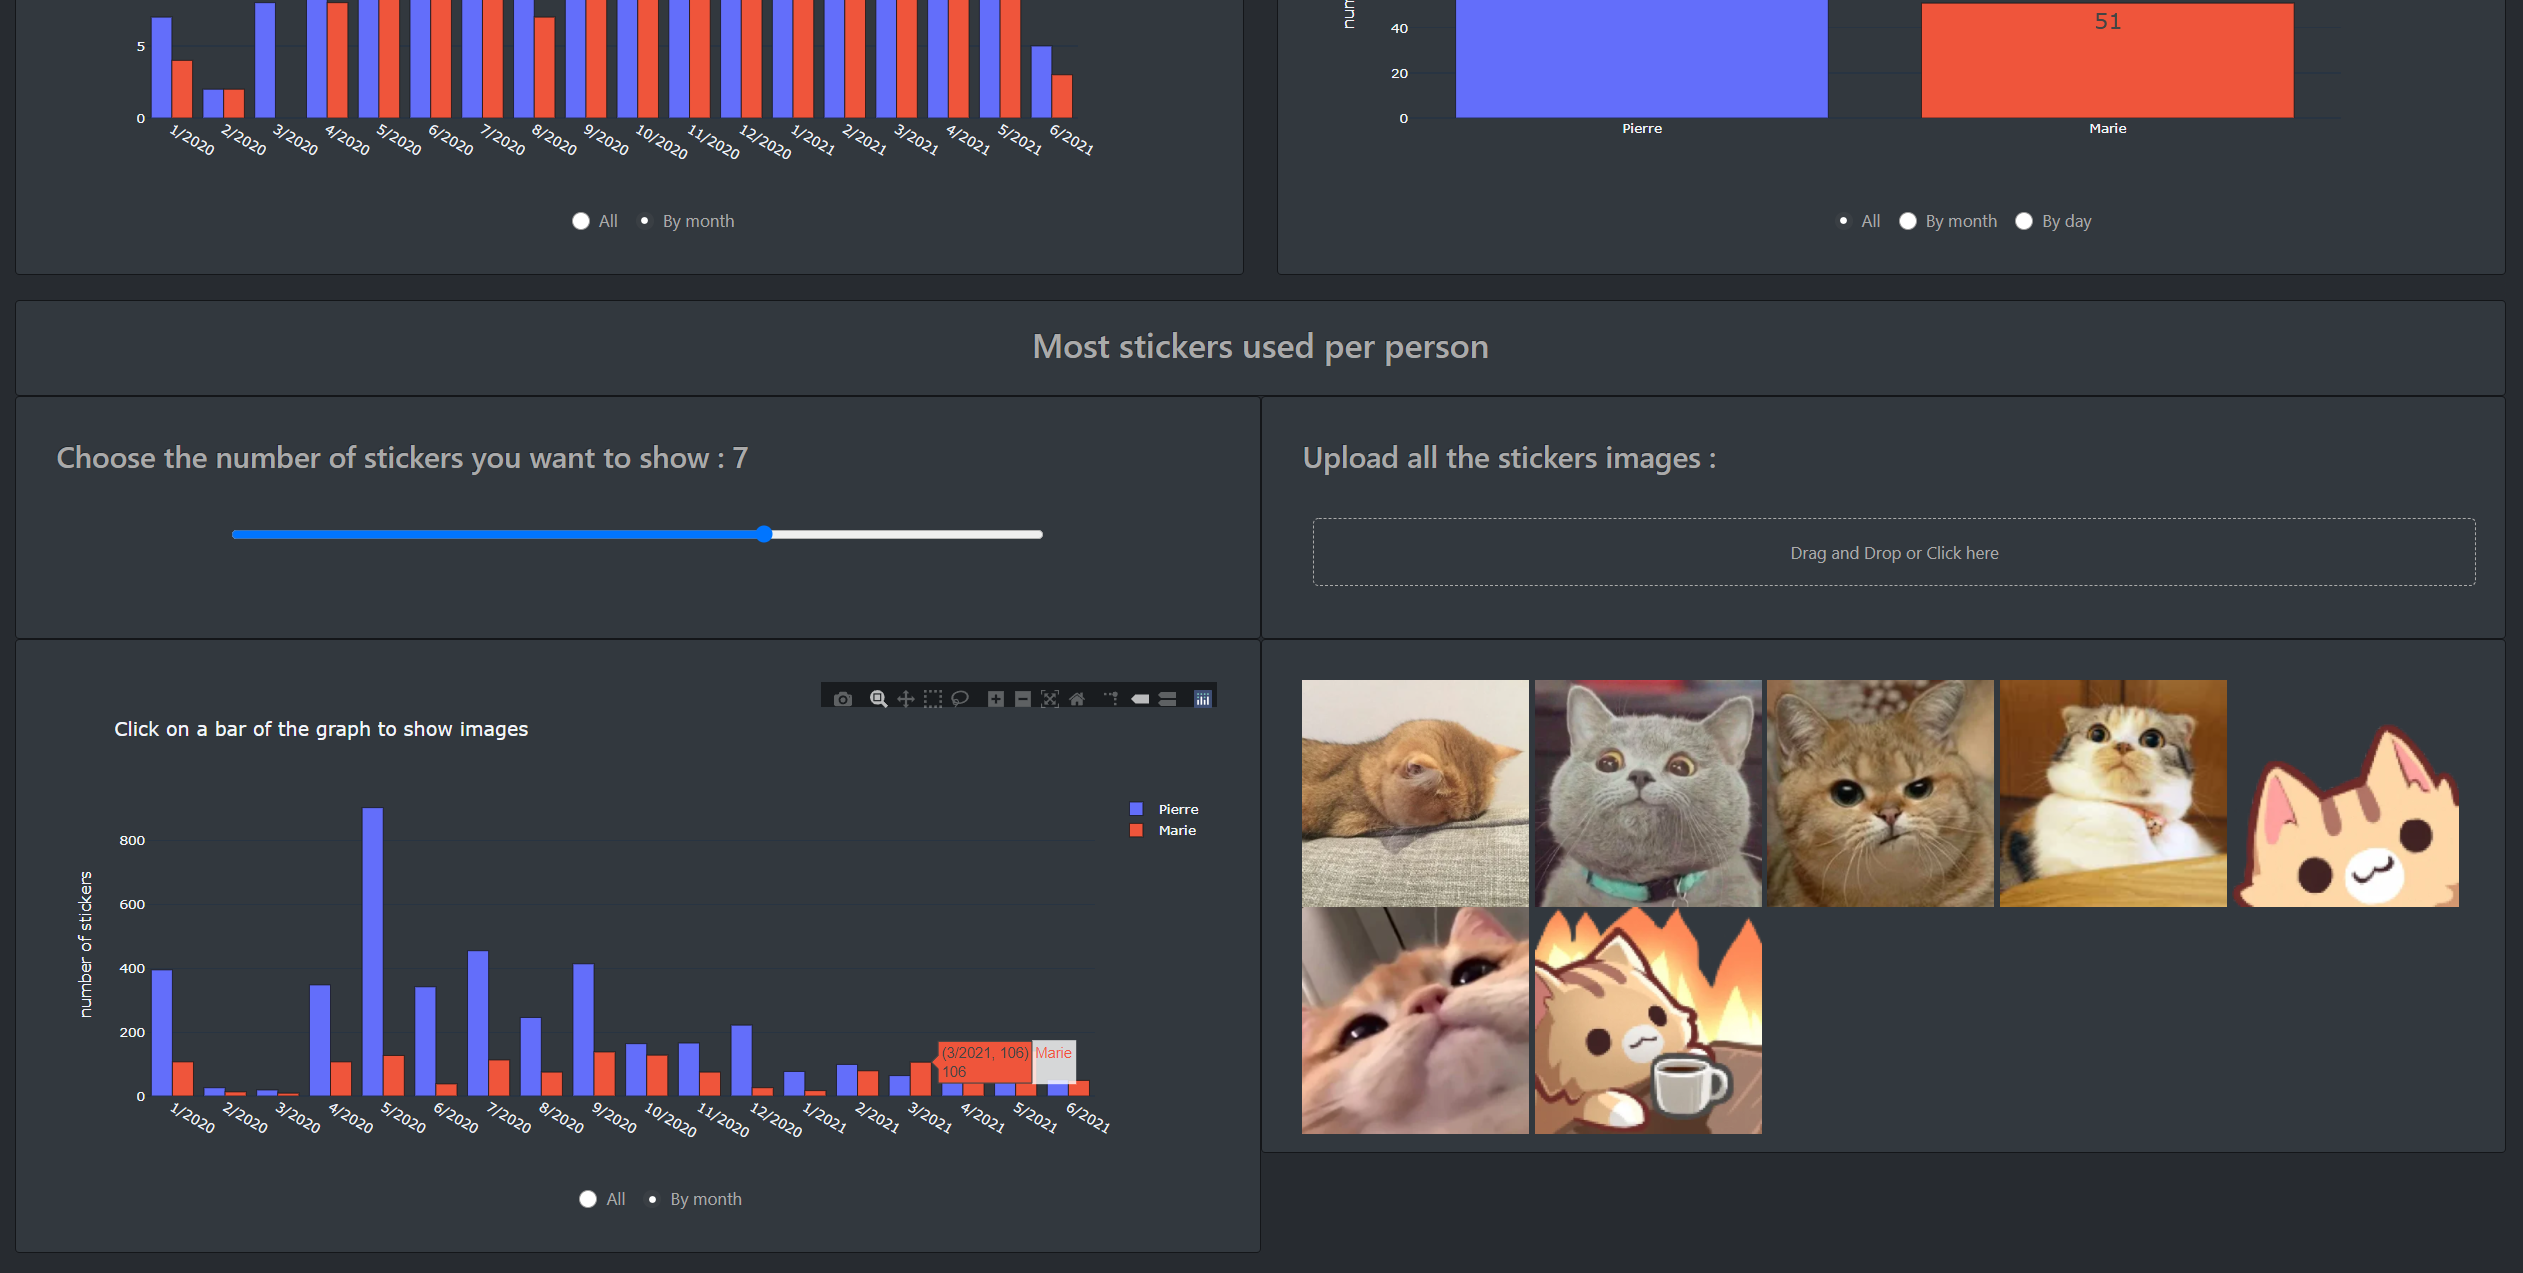 num
5
0
1/2020
2/2020
3/2020
4/2020
5/2020
6/2020
7/2020
8/2020
9/2020
10/2020
11/2020
12/2020
1/2021
2/2021
3/2021
4/2021
5/2021
6/2021
All
By month
40
20
0
51
Pierre
Marie
All
By month
By day
Most stickers used per person
Choose the number of stickers you want to show : 7
Upload all the stickers images :
Drag and Drop or Click here
Click on a bar of the graph to show images
Pierre
Marie
number of stickers
800
600
400
200
0
(3/2021, 106)
106
Marie
1/2020
2/2020
3/2020
4/2020
5/2020
6/2020
7/2020
8/2020
9/2020
10/2020
11/2020
12/2020
1/2021
2/2021
3/2021
4/2021
5/2021
6/2021
All
By month